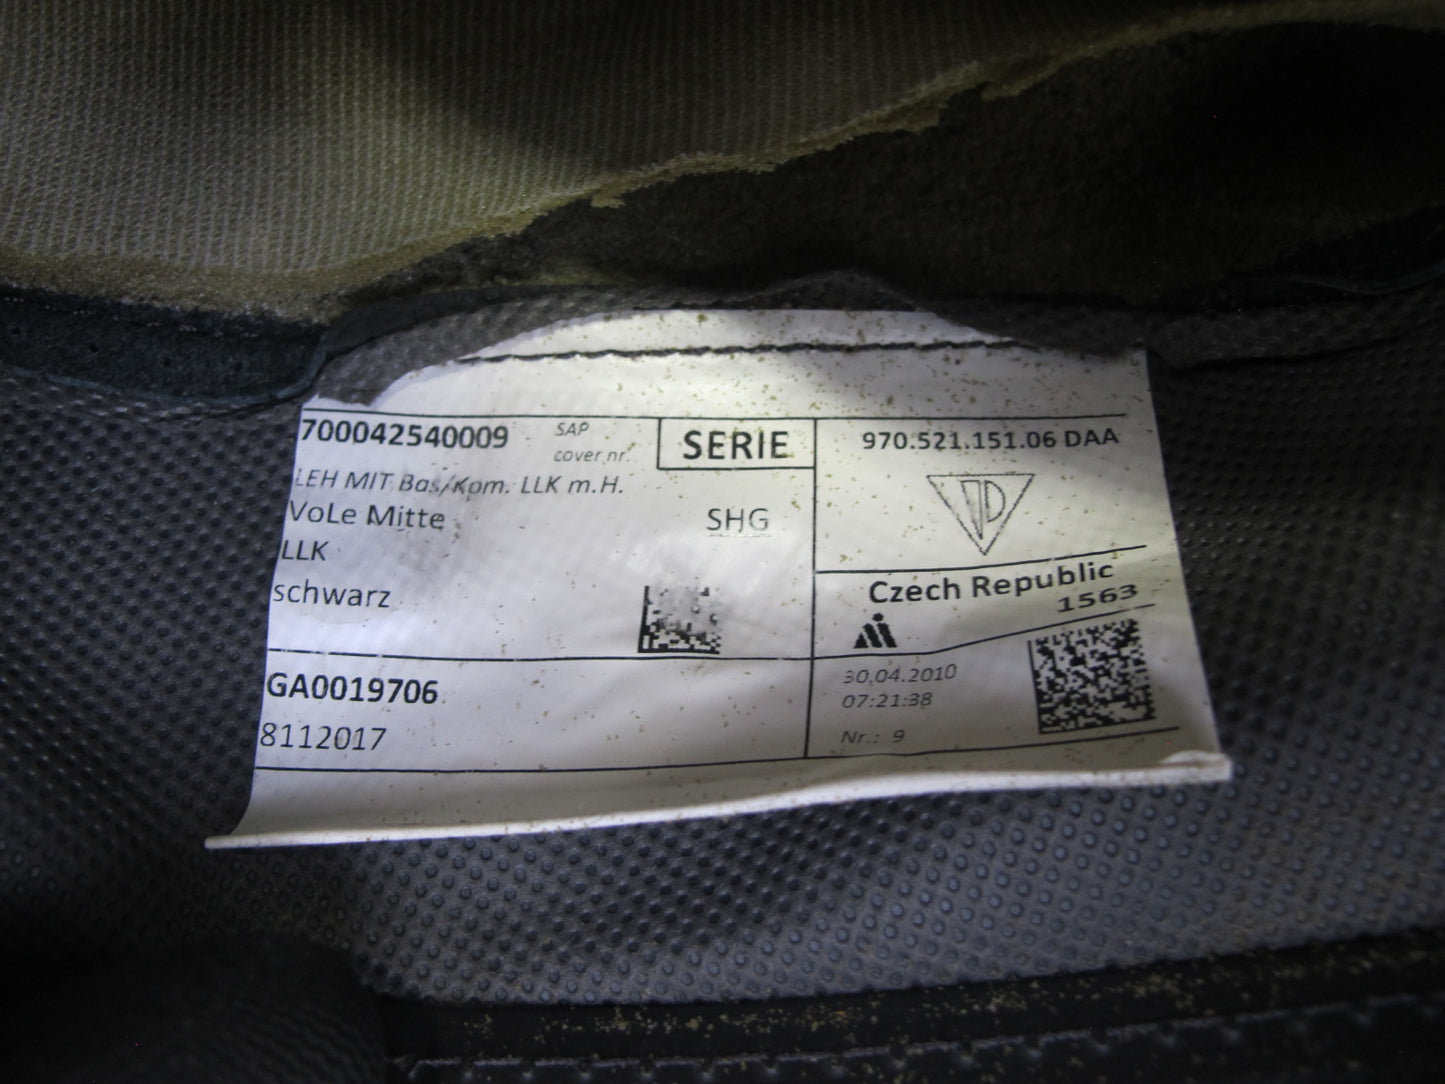 700042540009 SAP
cover nr.
SERIE
LEH MIT Bas/Kom. LLK m.H.
VoLe Mitte SHG
LLK
schwarz
GA0019706
8112017
970.521.151.06 DAA
Czech Republic
1563
30.04.2010
07:21:38
Nr.: 9